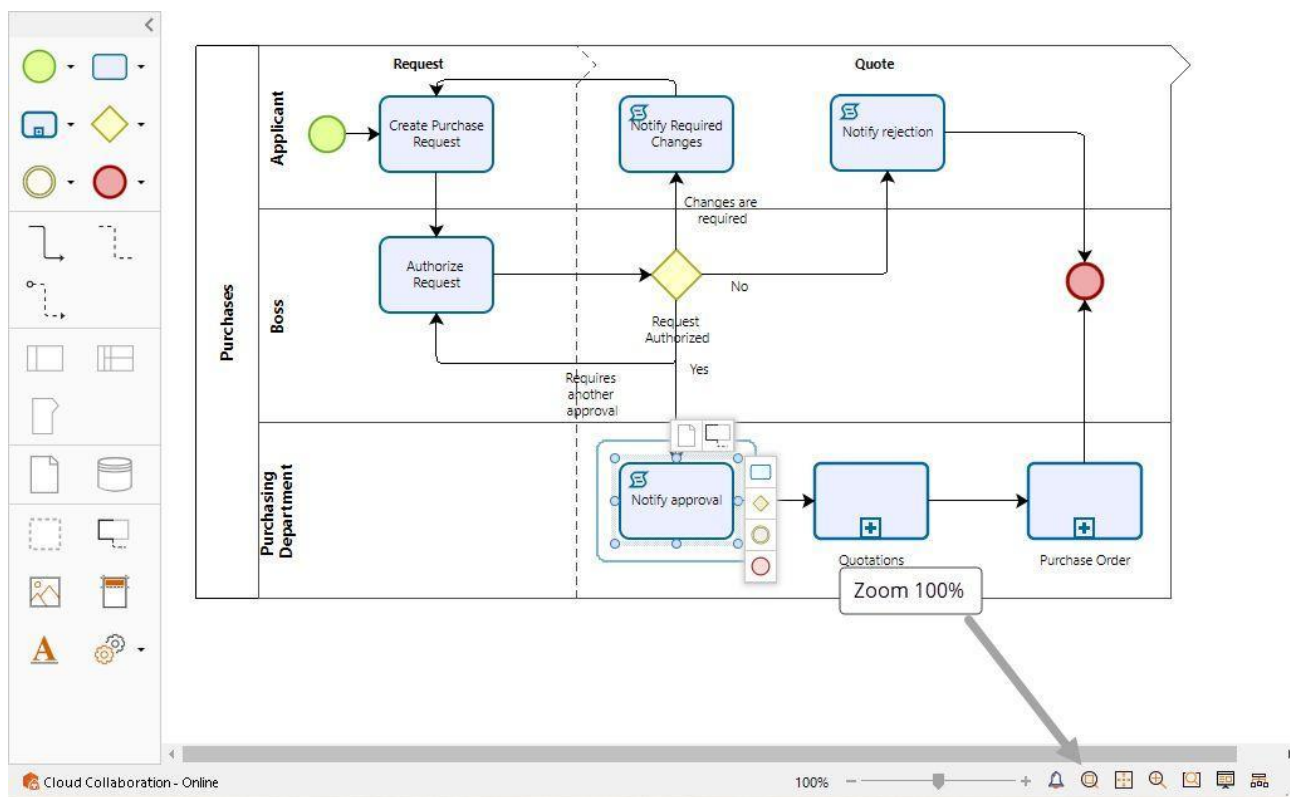 Request
Quote
Purchases
Applicant
Create Purchase
Request
Notify Required
Changes
Notify rejection
Changes are
required
Boss
Authorize
Request
No
Request
Authorized
Yes
Requires
another
approval
Purchasing
Department
Notify approval
Quotations
Purchase Order
Zoom 100%
A
Cloud Collaboration - Online
100%